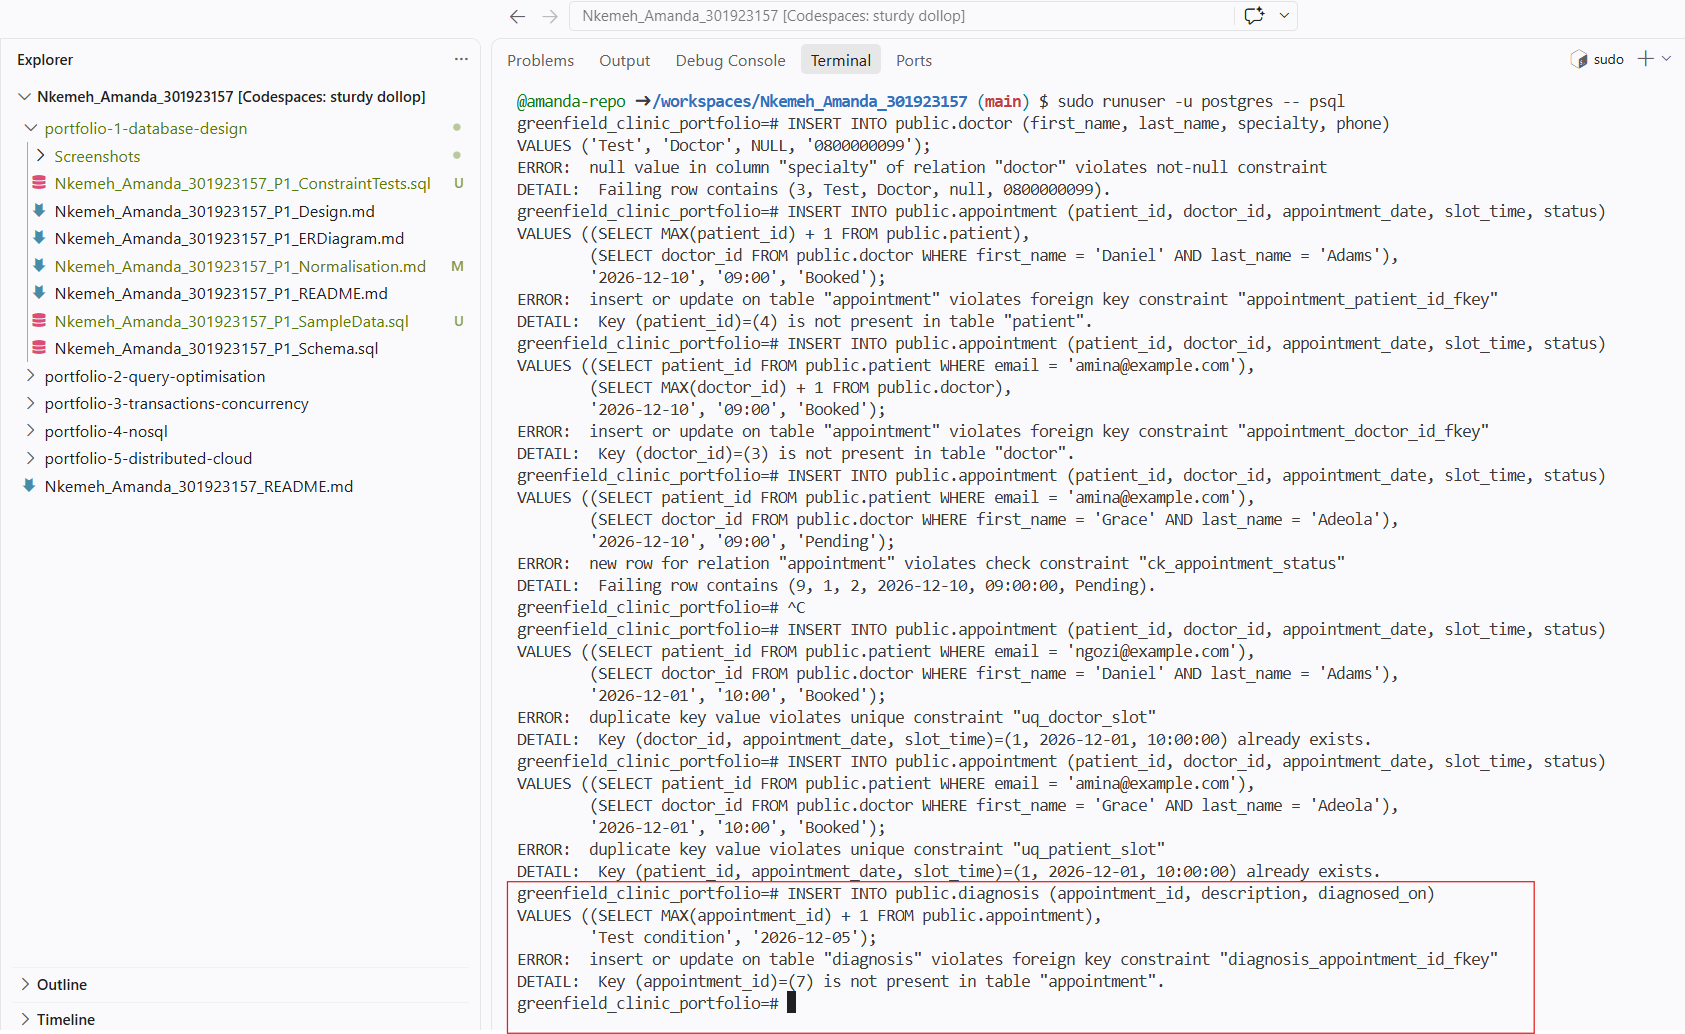 Nkemeh_Amanda_301923157 [Codespaces: sturdy dollop]
Explorer
Nkemeh_Amanda_301923157 [Codespaces: sturdy dollop]
portfolio-1-database-design
Screenshots
Nkemeh_Amanda_301923157_P1_ConstraintTests.sql U
Nkemeh_Amanda_301923157_P1_Design.md
Nkemeh_Amanda_301923157_P1_ERDiagram.md
Nkemeh_Amanda_301923157_P1_Normalisation.md M
Nkemeh_Amanda_301923157_P1_README.md
Nkemeh_Amanda_301923157_P1_SampleData.sql U
Nkemeh_Amanda_301923157_P1_Schema.sql
portfolio-2-query-optimisation
portfolio-3-transactions-concurrency
portfolio-4-nosql
portfolio-5-distributed-cloud
Nkemeh_Amanda_301923157_README.md
Outline
Timeline
Problems Output Debug Console Terminal Ports sudo
@amanda-repo ➜/workspaces/Nkemeh_Amanda_301923157 (main) $ sudo runuser -u postgres -- psql
greenfield_clinic_portfolio=# INSERT INTO public.doctor (first_name, last_name, specialty, phone)
VALUES ('Test', 'Doctor', NULL, '0800000099');
ERROR:  null value in column "specialty" of relation "doctor" violates not-null constraint
DETAIL:  Failing row contains (3, Test, Doctor, null, 0800000099).
greenfield_clinic_portfolio=# INSERT INTO public.appointment (patient_id, doctor_id, appointment_date, slot_time, status)
VALUES ((SELECT MAX(patient_id) + 1 FROM public.patient),
        (SELECT doctor_id FROM public.doctor WHERE first_name = 'Daniel' AND last_name = 'Adams'),
        '2026-12-10', '09:00', 'Booked');
ERROR:  insert or update on table "appointment" violates foreign key constraint "appointment_patient_id_fkey"
DETAIL:  Key (patient_id)=(4) is not present in table "patient".
greenfield_clinic_portfolio=# INSERT INTO public.appointment (patient_id, doctor_id, appointment_date, slot_time, status)
VALUES ((SELECT patient_id FROM public.patient WHERE email = 'amina@example.com'),
        (SELECT MAX(doctor_id) + 1 FROM public.doctor),
        '2026-12-10', '09:00', 'Booked');
ERROR:  insert or update on table "appointment" violates foreign key constraint "appointment_doctor_id_fkey"
DETAIL:  Key (doctor_id)=(3) is not present in table "doctor".
greenfield_clinic_portfolio=# INSERT INTO public.appointment (patient_id, doctor_id, appointment_date, slot_time, status)
VALUES ((SELECT patient_id FROM public.patient WHERE email = 'amina@example.com'),
        (SELECT doctor_id FROM public.doctor WHERE first_name = 'Grace' AND last_name = 'Adeola'),
        '2026-12-10', '09:00', 'Pending');
ERROR:  new row for relation "appointment" violates check constraint "ck_appointment_status"
DETAIL:  Failing row contains (9, 1, 2, 2026-12-10, 09:00:00, Pending).
greenfield_clinic_portfolio=# ^C
greenfield_clinic_portfolio=# INSERT INTO public.appointment (patient_id, doctor_id, appointment_date, slot_time, status)
VALUES ((SELECT patient_id FROM public.patient WHERE email = 'ngozi@example.com'),
        (SELECT doctor_id FROM public.doctor WHERE first_name = 'Daniel' AND last_name = 'Adams'),
        '2026-12-01', '10:00', 'Booked');
ERROR:  duplicate key value violates unique constraint "uq_doctor_slot"
DETAIL:  Key (doctor_id, appointment_date, slot_time)=(1, 2026-12-01, 10:00:00) already exists.
greenfield_clinic_portfolio=# INSERT INTO public.appointment (patient_id, doctor_id, appointment_date, slot_time, status)
VALUES ((SELECT patient_id FROM public.patient WHERE email = 'amina@example.com'),
        (SELECT doctor_id FROM public.doctor WHERE first_name = 'Grace' AND last_name = 'Adeola'),
        '2026-12-01', '10:00', 'Booked');
ERROR:  duplicate key value violates unique constraint "uq_patient_slot"
DETAIL:  Key (patient_id, appointment_date, slot_time)=(1, 2026-12-01, 10:00:00) already exists.
greenfield_clinic_portfolio=# INSERT INTO public.diagnosis (appointment_id, description, diagnosed_on)
VALUES ((SELECT MAX(appointment_id) + 1 FROM public.appointment),
        'Test condition', '2026-12-05');
ERROR:  insert or update on table "diagnosis" violates foreign key constraint "diagnosis_appointment_id_fkey"
DETAIL:  Key (appointment_id)=(7) is not present in table "appointment".
greenfield_clinic_portfolio=#